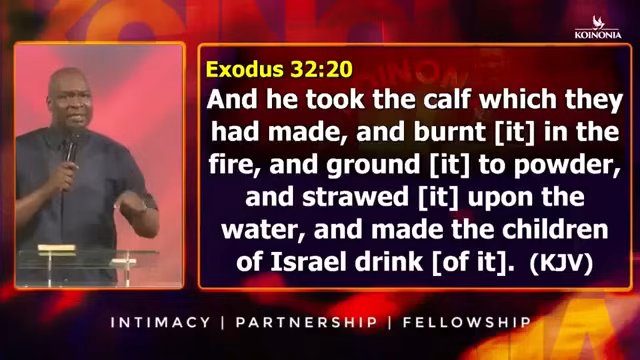 KOINONIA
Exodus 32:20
And he took the calf which they
had made, and burnt [it] in the
fire, and ground [it] to powder,
and strawed [it] upon the
water, and made the children
of Israel drink [of it]. (KJV)
INTIMACY | PARTNERSHIP | FELLOWSHIP